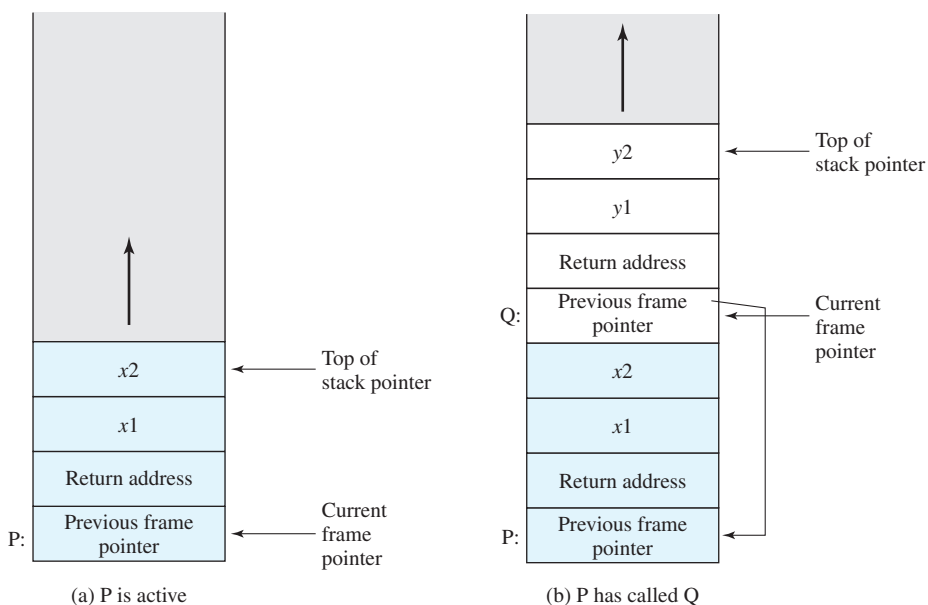 x2
Top of
stack pointer
x1
Return address
P:
Previous frame
pointer
Current
frame
pointer
(a) P is active
y2
Top of
stack pointer
y1
Return address
Q:
Previous frame
pointer
Current
frame
pointer
x2
x1
Return address
P:
Previous frame
pointer
(b) P has called Q